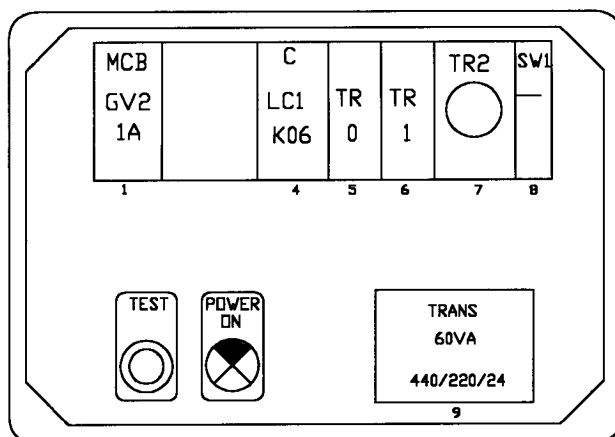 MCB
GV2
1A
C
LC1
K06
TR
0
TR
1
TR2
SW1
1
4
5
6
7
8
TEST
POWER
ON
TRANS
60VA
440/220/24
9